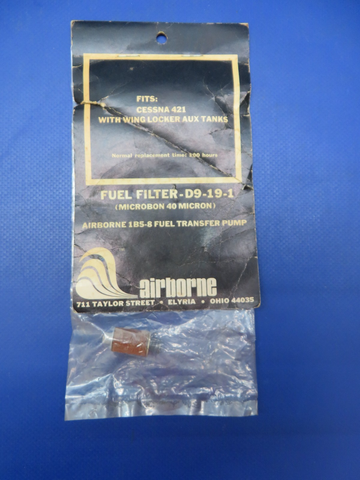 FITS:
CESSNA 421
WITH WING LOCKER AUX TANKS
Normal replacement time: 300 hours
FUEL FILTER-D9-19-1
(MICROBON 40 MICRON)
AIRBORNE 1B5-8 FUEL TRANSFER PUMP
airborne
711 TAYLOR STREET • ELYRIA • OHIO 44035